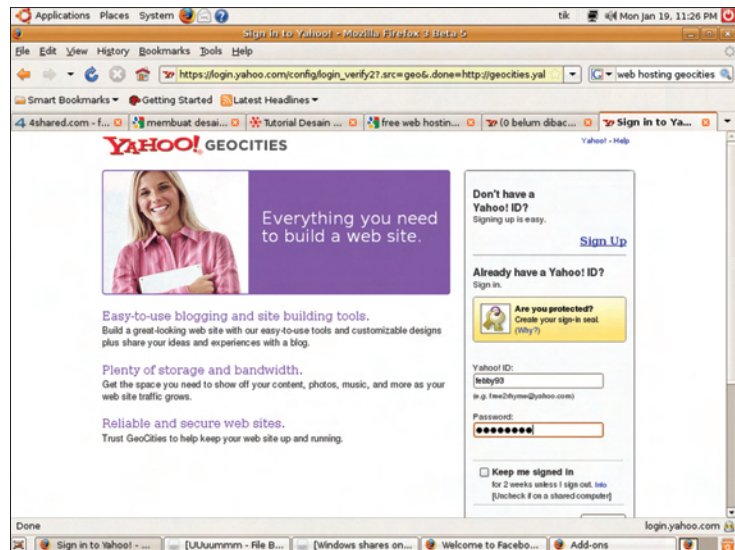 Applications Places System tik Mon Jan 19, 11:26 PM
Sign in to Yahoo! - Mozilla Firefox 3 Beta 5
File Edit View History Bookmarks Tools Help
https://login.yahoo.com/config/login_verify2?.src=geo&.done=http://geocities.yal web hosting geocities
Smart Bookmarks Getting Started Latest Headlines
4shared.com - f... membuat desai... Tutorial Desain ... free web hostin... (0 belum dibac... Sign in to Ya...
YAHOO! GEOCITIES
Yahoo! - Help
Everything you need
to build a web site.
Easy-to-use blogging and site building tools.
Build a great-looking web site with our easy-to-use tools and customizable designs
plus share your ideas and experiences with a blog.
Plenty of storage and bandwidth.
Get the space you need to show off your content, photos, music, and more as your
web site traffic grows.
Reliable and secure web sites.
Trust GeoCities to help keep your web site up and running.
Don't have a
Yahoo! ID?
Signing up is easy.
Sign Up
Already have a Yahoo! ID?
Sign in.
Are you protected?
Create your sign-in seal.
(Why?)
Yahoo! ID:
febby93
(e.g. free2rhyme@yahoo.com)
Password:
Keep me signed in
for 2 weeks unless I sign out. Info
[Uncheck if on a shared computer]
Done login.yahoo.com
Sign in to Yahoo! - ... [UUuummm - File B... [Windows shares on... Welcome to Facebo... Add-ons